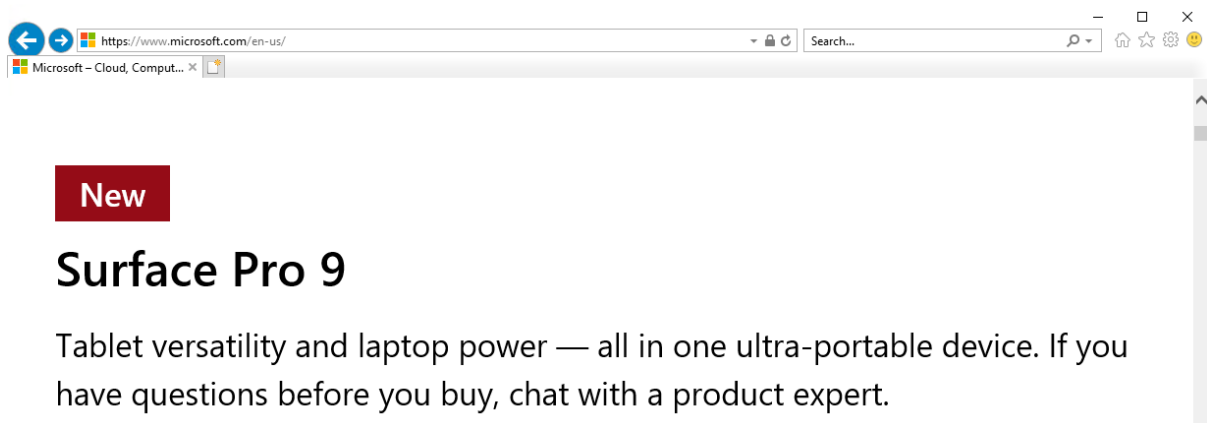 https://www.microsoft.com/en-us/
Search...
Microsoft – Cloud, Comput...
New
Surface Pro 9
Tablet versatility and laptop power — all in one ultra-portable device. If you
have questions before you buy, chat with a product expert.